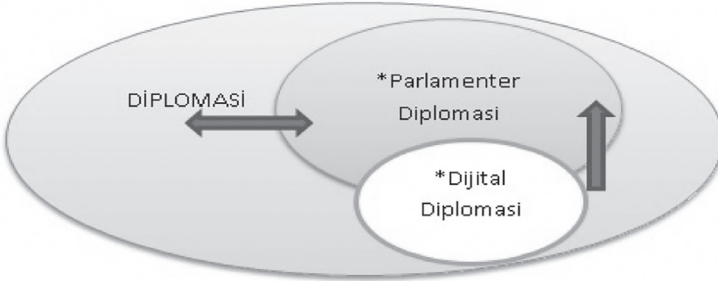 DİPLOMASİ
*Parlamenter
Diplomasi
*Dijital
Diplomasi